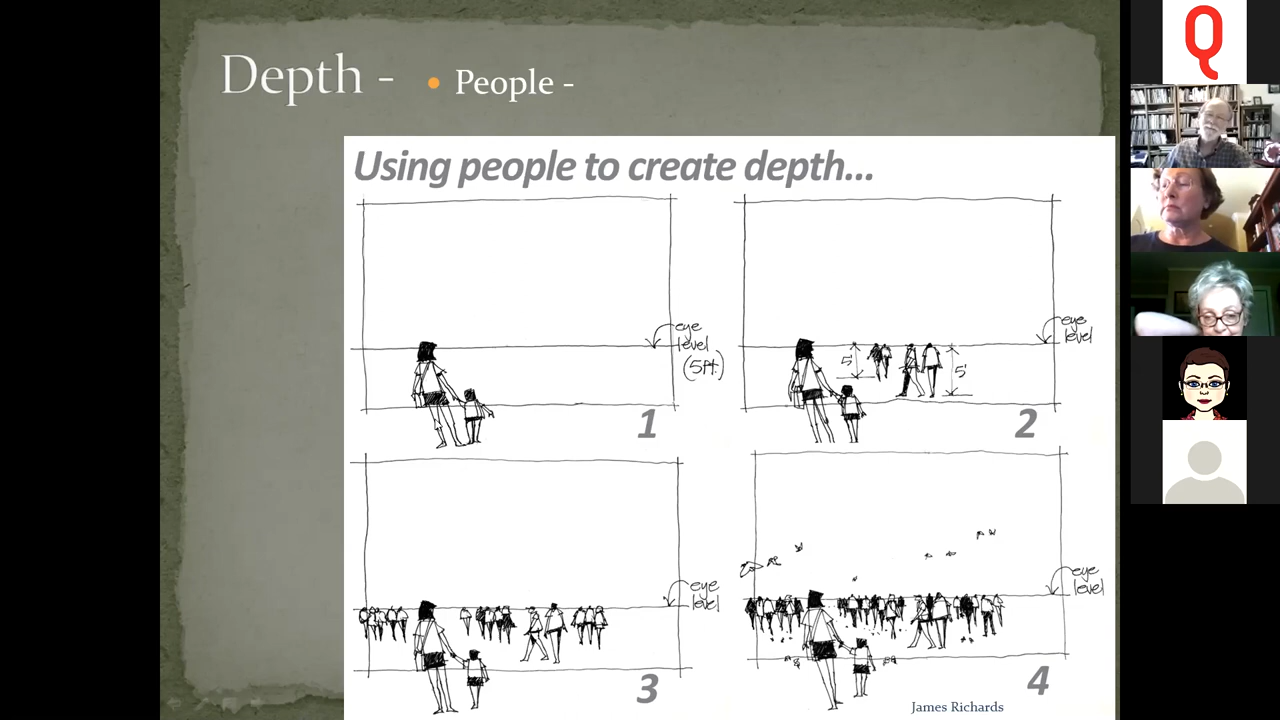 Depth - • People -
Using people to create depth...
eye
level
(5ft.)
1
eye
level
5'
5'
2
eye
level
3
eye
level
4
James Richards
Q